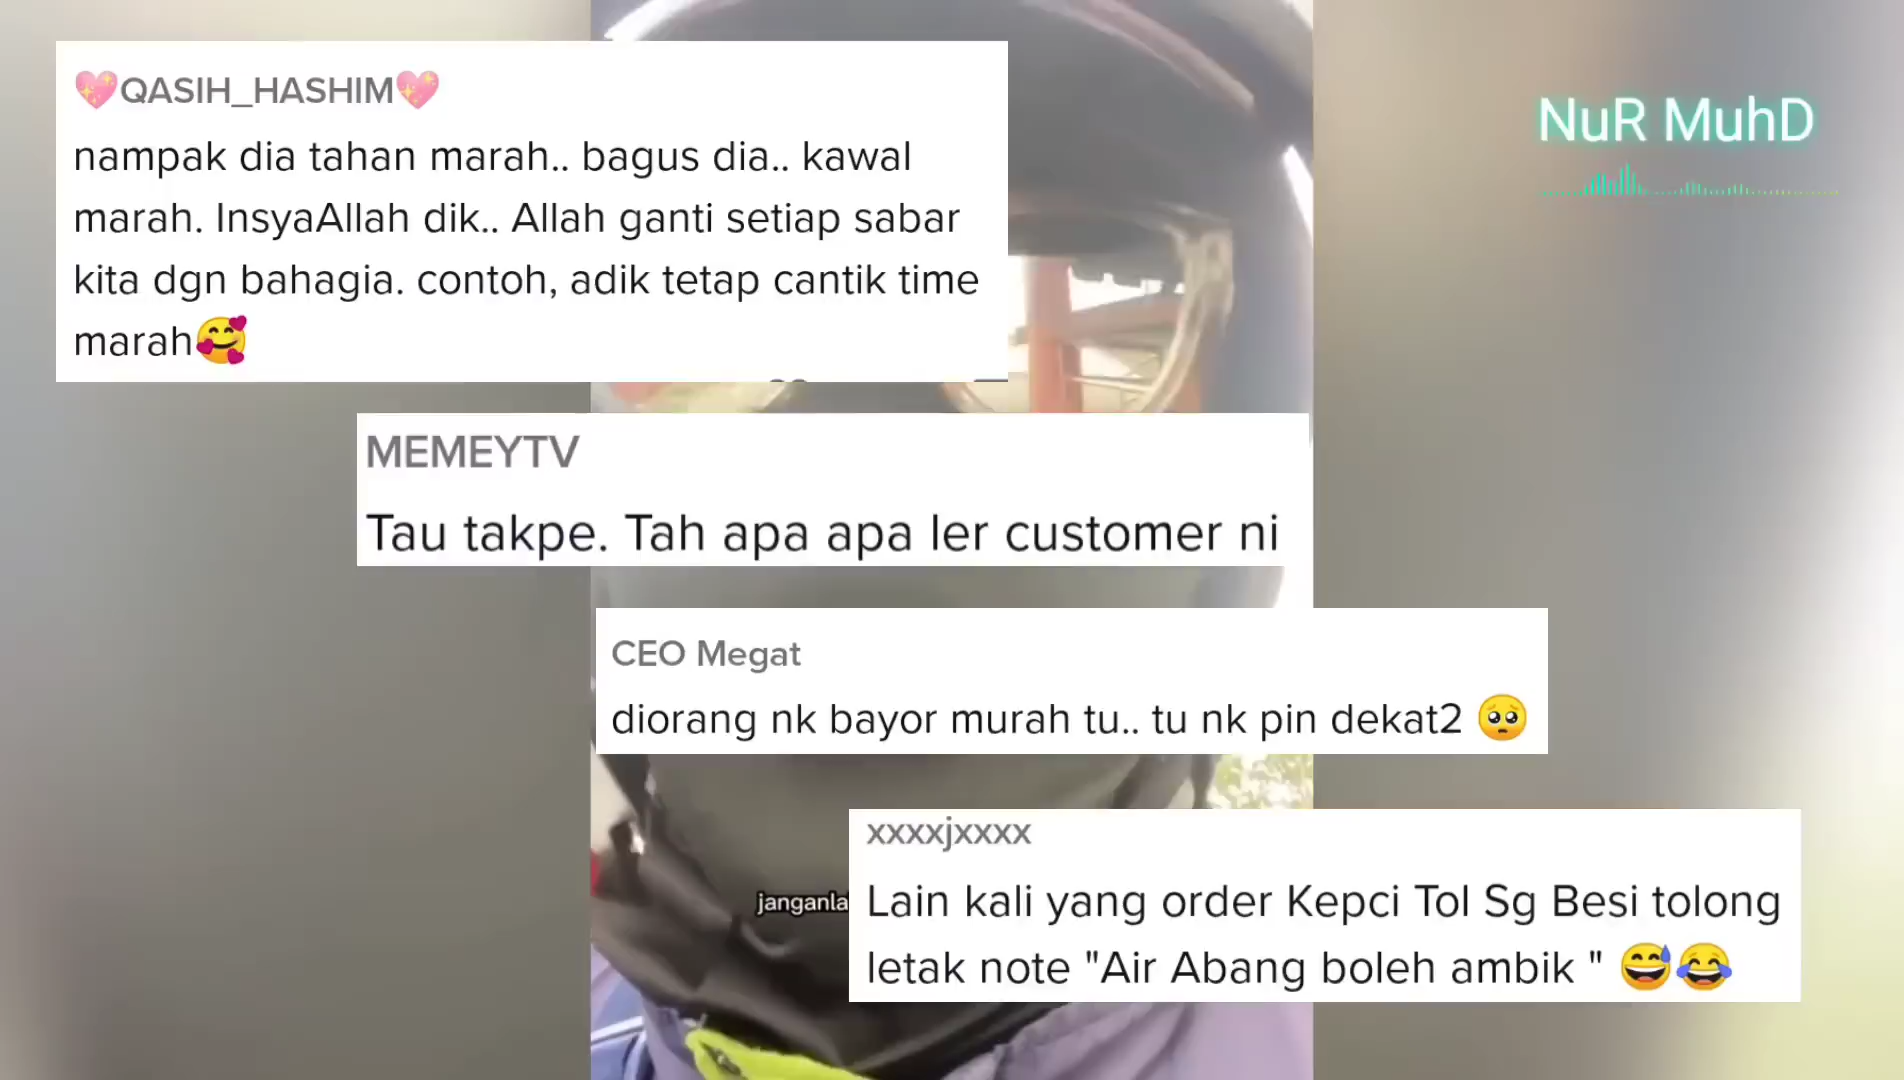 💖QASIH_HASHIM💖
nampak dia tahan marah.. bagus dia.. kawal
marah. InsyaAllah dik.. Allah ganti setiap sabar
kita dgn bahagia. contoh, adik tetap cantik time
marah🥰
NuR MuhD
MEMEYTV
Tau takpe. Tah apa apa ler customer ni
CEO Megat
diorang nk bayor murah tu.. tu nk pin dekat2 🥺
xxxxjxxxx
janganla
Lain kali yang order Kepci Tol Sg Besi tolong
letak note "Air Abang boleh ambik " 😅😂